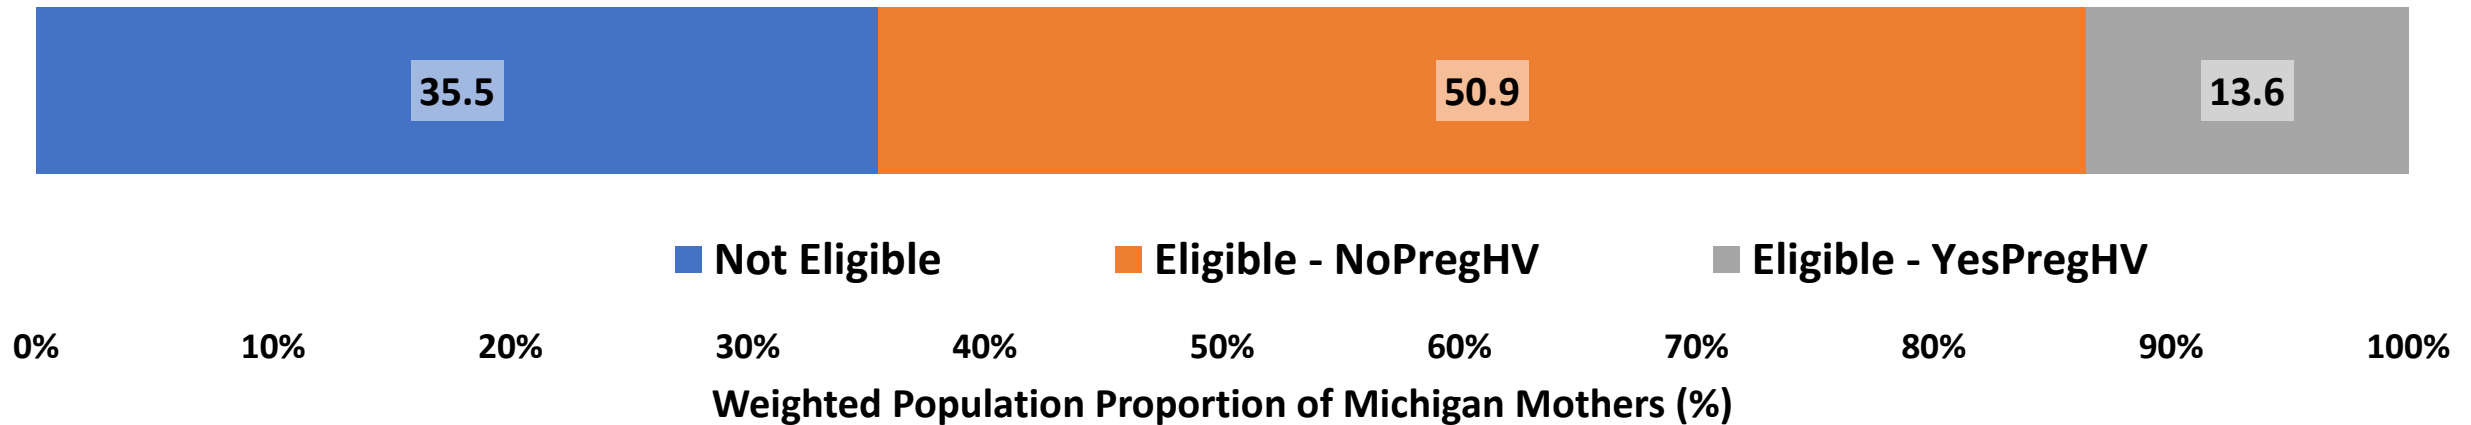 35.5 50.9 13.6
Not Eligible Eligible - NoPregHV Eligible - YesPregHV
0% 10% 20% 30% 40% 50% 60% 70% 80% 90% 100%
Weighted Population Proportion of Michigan Mothers (%)